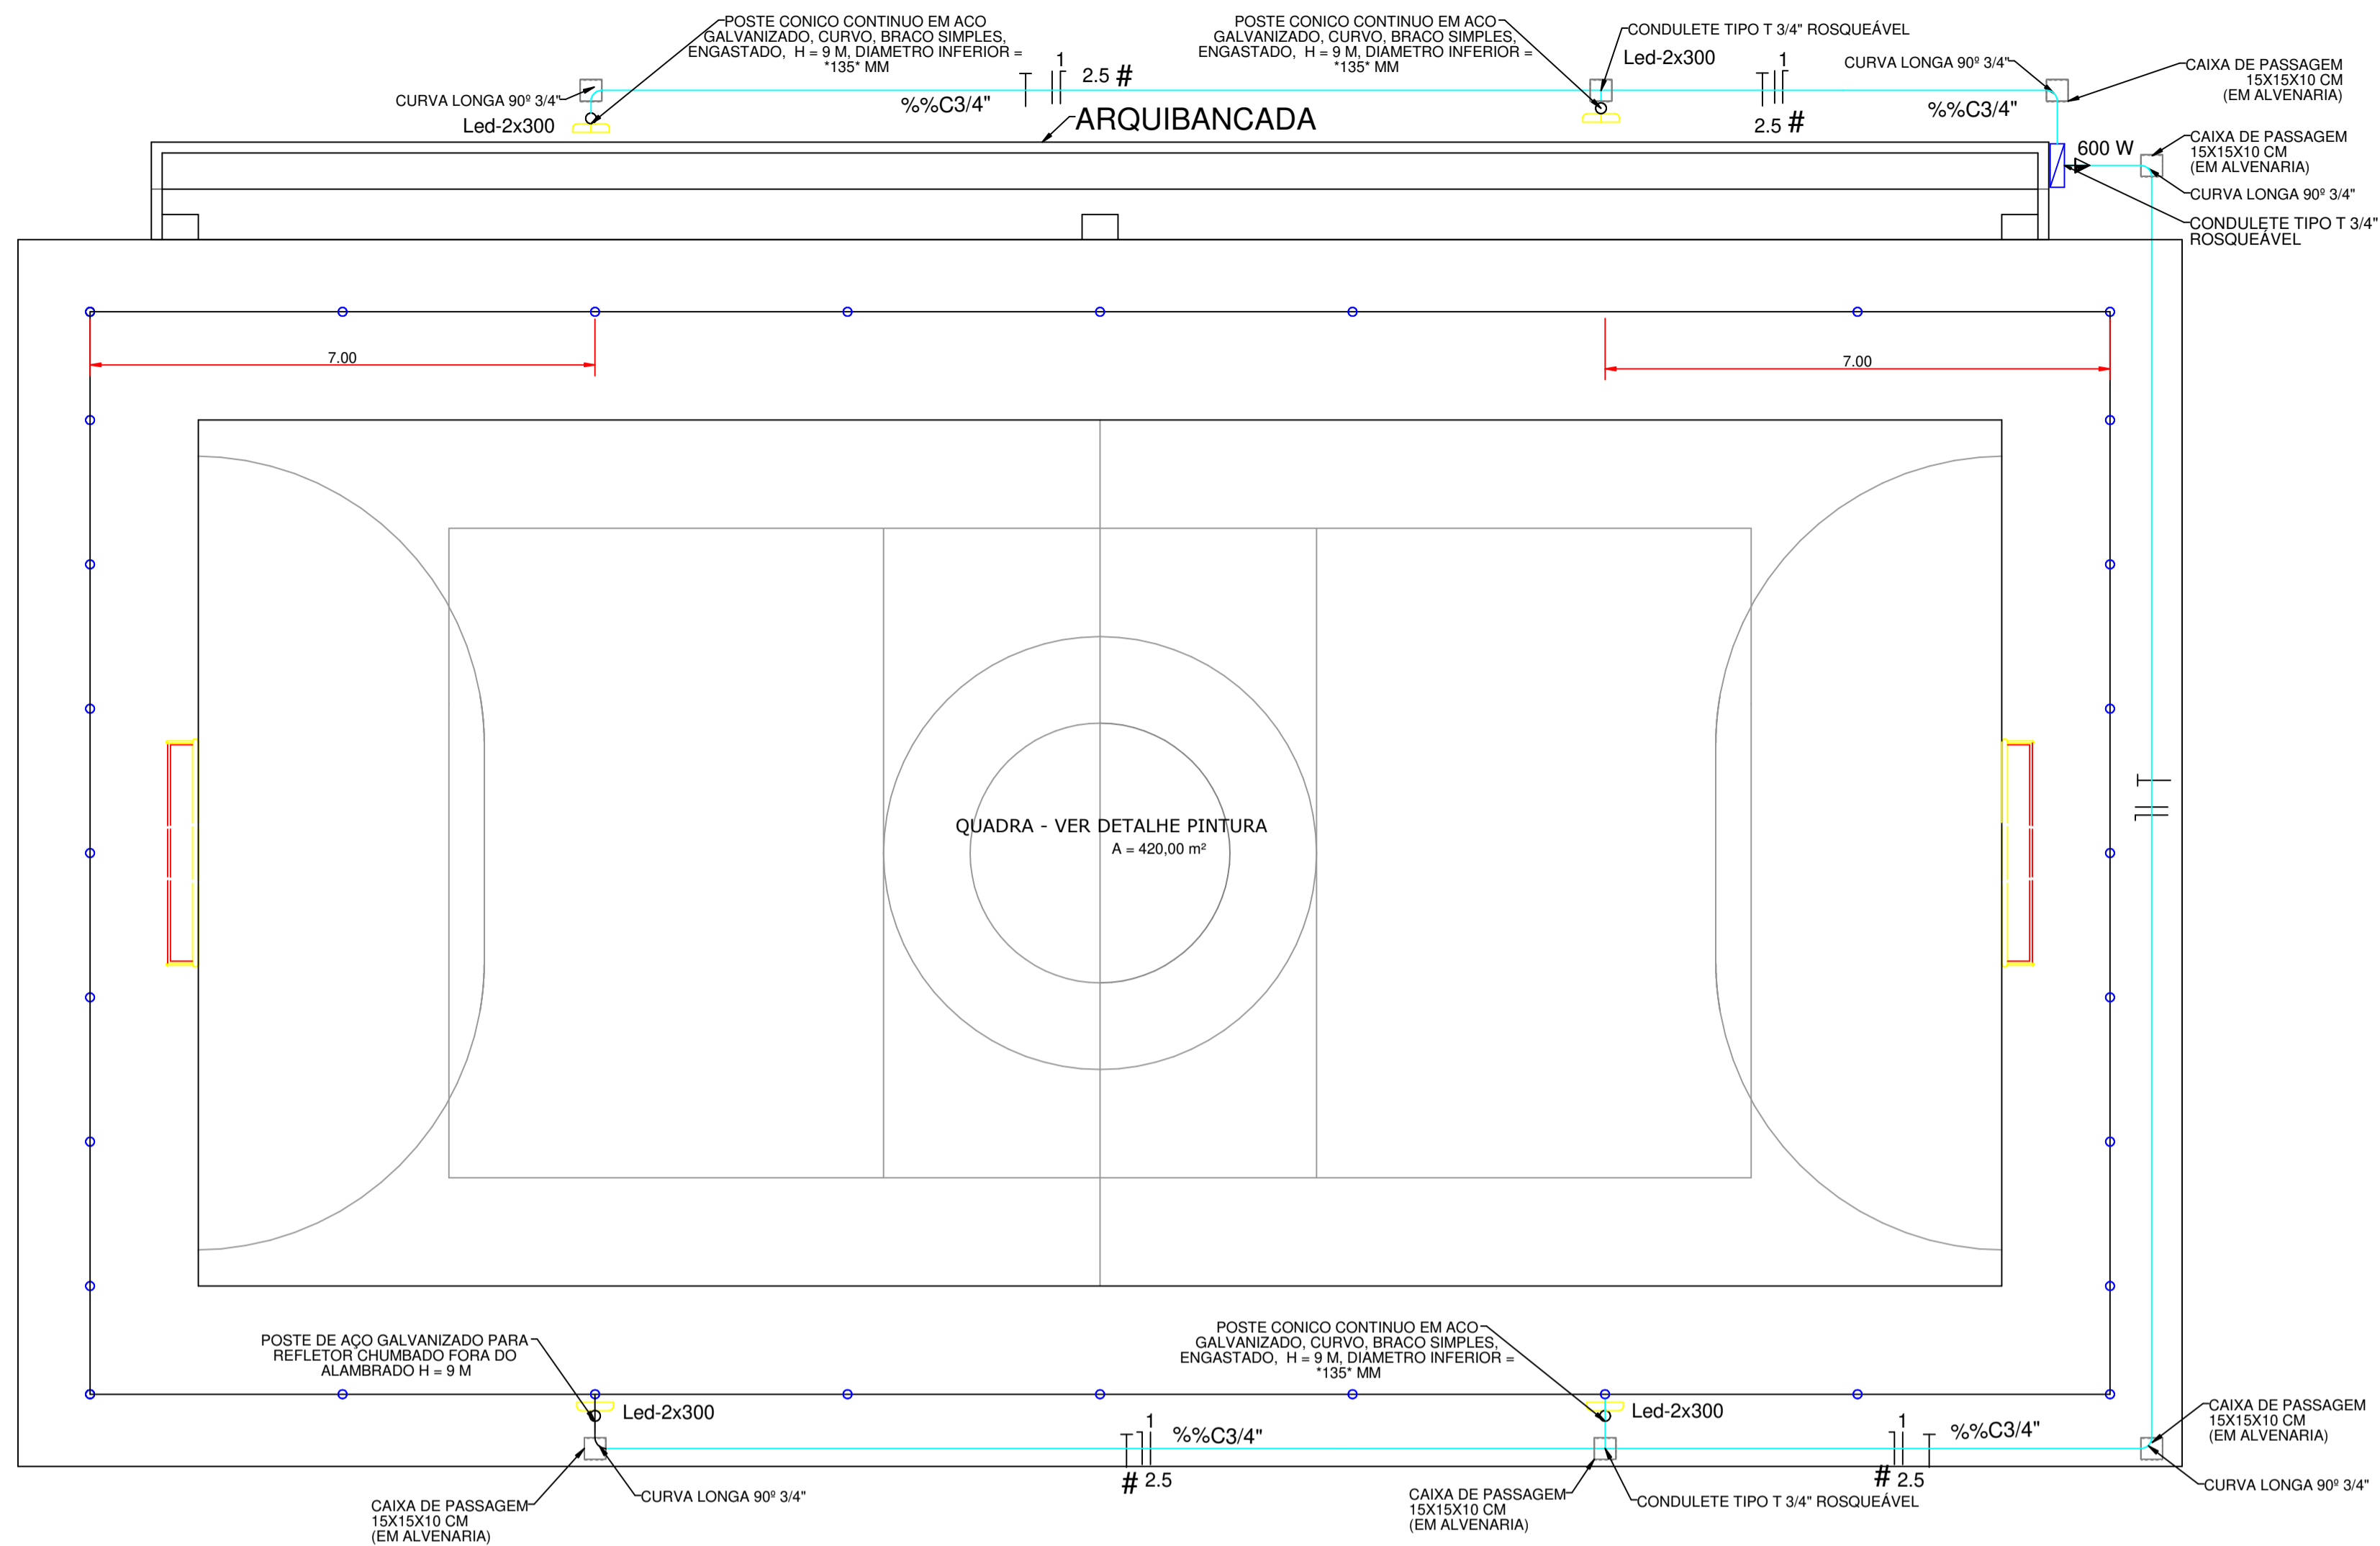 POSTE CONICO CONTINUO EM ACO
GALVANIZADO, CURVO, BRACO SIMPLES,
ENGASTADO, H = 9 M, DIAMETRO INFERIOR =
*135* MM
POSTE CONICO CONTINUO EM ACO
GALVANIZADO, CURVO, BRACO SIMPLES,
ENGASTADO, H = 9 M, DIAMETRO INFERIOR =
*135* MM
CONDULETE TIPO T 3/4" ROSQUEÁVEL
Led-2x300
CURVA LONGA 90º 3/4"
CAIXA DE PASSAGEM
15X15X10 CM
(EM ALVENARIA)
1
2.5 #
1
2.5 #
CURVA LONGA 90º 3/4"
%%C3/4"
%%C3/4"
Led-2x300
ARQUIBANCADA
600 W
CAIXA DE PASSAGEM
15X15X10 CM
(EM ALVENARIA)
CURVA LONGA 90º 3/4"
CONDULETE TIPO T 3/4"
ROSQUEÁVEL
7.00
7.00
QUADRA - VER DETALHE PINTURA
A = 420,00 m²
POSTE DE AÇO GALVANIZADO PARA
REFLETOR CHUMBADO FORA DO
ALAMBRADO H = 9 M
POSTE CONICO CONTINUO EM ACO
GALVANIZADO, CURVO, BRACO SIMPLES,
ENGASTADO, H = 9 M, DIAMETRO INFERIOR =
*135* MM
Led-2x300
Led-2x300
1
%%C3/4"
# 2.5
1
%%C3/4"
# 2.5
CAIXA DE PASSAGEM
15X15X10 CM
(EM ALVENARIA)
CURVA LONGA 90º 3/4"
CURVA LONGA 90º 3/4"
CAIXA DE PASSAGEM
15X15X10 CM
(EM ALVENARIA)
CAIXA DE PASSAGEM
15X15X10 CM
(EM ALVENARIA)
CONDULETE TIPO T 3/4" ROSQUEÁVEL